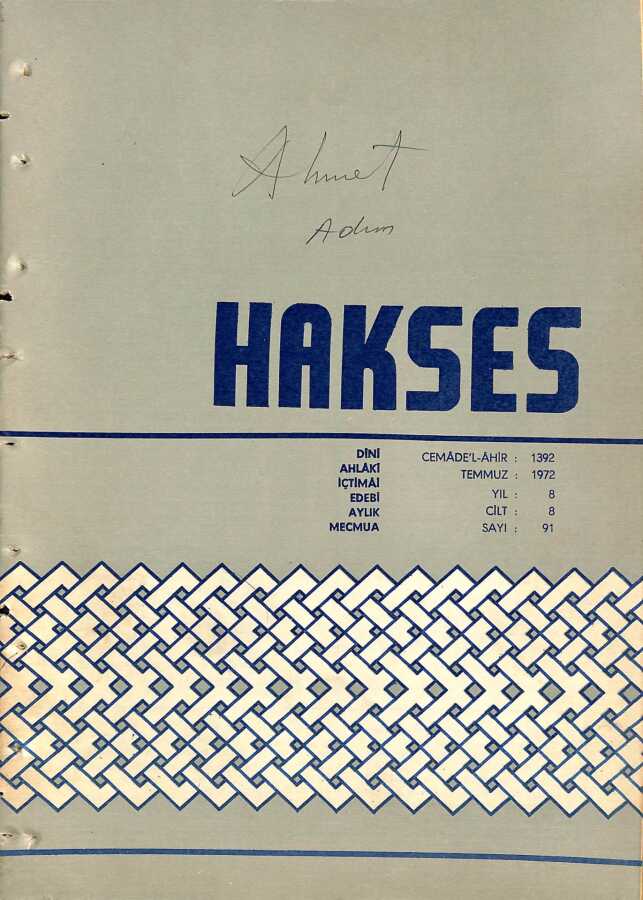 Ahmet
Adım
HAKSES
DİNİ
AHLÂKİ
İÇTİMÂİ
EDEBİ
AYLIK
MECMUA
CEMÂDE'L-ÂHİR : 1392
TEMMUZ : 1972
YIL : 8
CİLT : 8
SAYI : 91